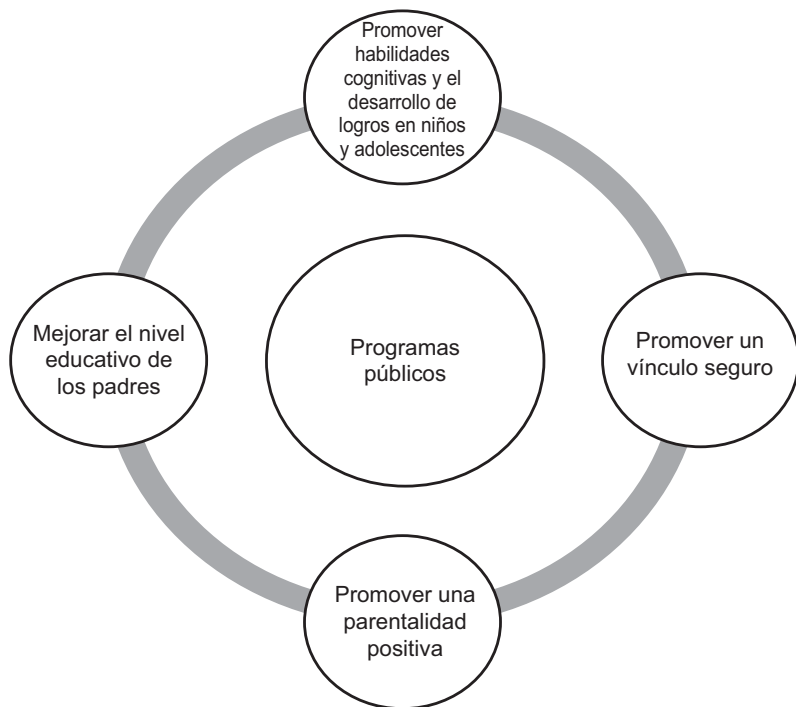 Promover
habilidades
cognitivas y el
desarrollo de
logros en niños
y adolescentes
Mejorar el nivel
educativo de
los padres
Programas
públicos
Promover un
vínculo seguro
Promover una
parentalidad
positiva